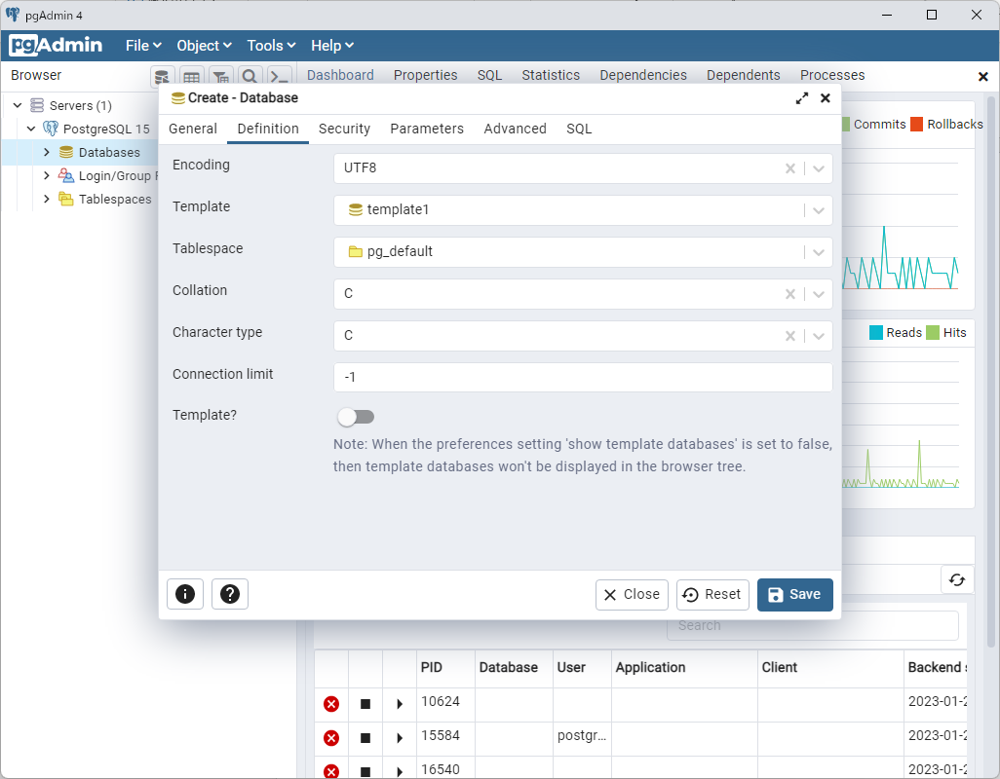 pgAdmin 4
pgAdmin File Object Tools Help
Browser Dashboard Properties SQL Statistics Dependencies Dependents Processes
Servers (1)
PostgreSQL 15
Databases
Login/Group
Tablespaces
Create - Database
General Definition Security Parameters Advanced SQL
Encoding UTF8
Template template1
Tablespace pg_default
Collation C
Character type C
Connection limit -1
Template?
Note: When the preferences setting 'show template databases' is set to false,
then template databases won't be displayed in the browser tree.
Close Reset Save
Commits Rollbacks
Reads Hits
Search
PID Database User Application Client Backend
10624 2023-01-2
15584 postgr... 2023-01-2
16540 2023-01-2